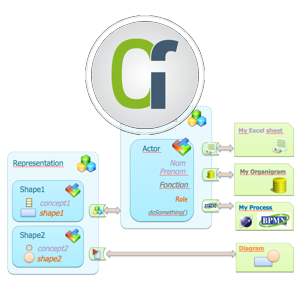 Representation
Shape1
concept1
shape1
Shape2
concept2
shape2
Actor
Nom
Prenom
Fonction
Role
doSomething()
My Excel sheet
My Organigram
My Process
BPMN
Diagram